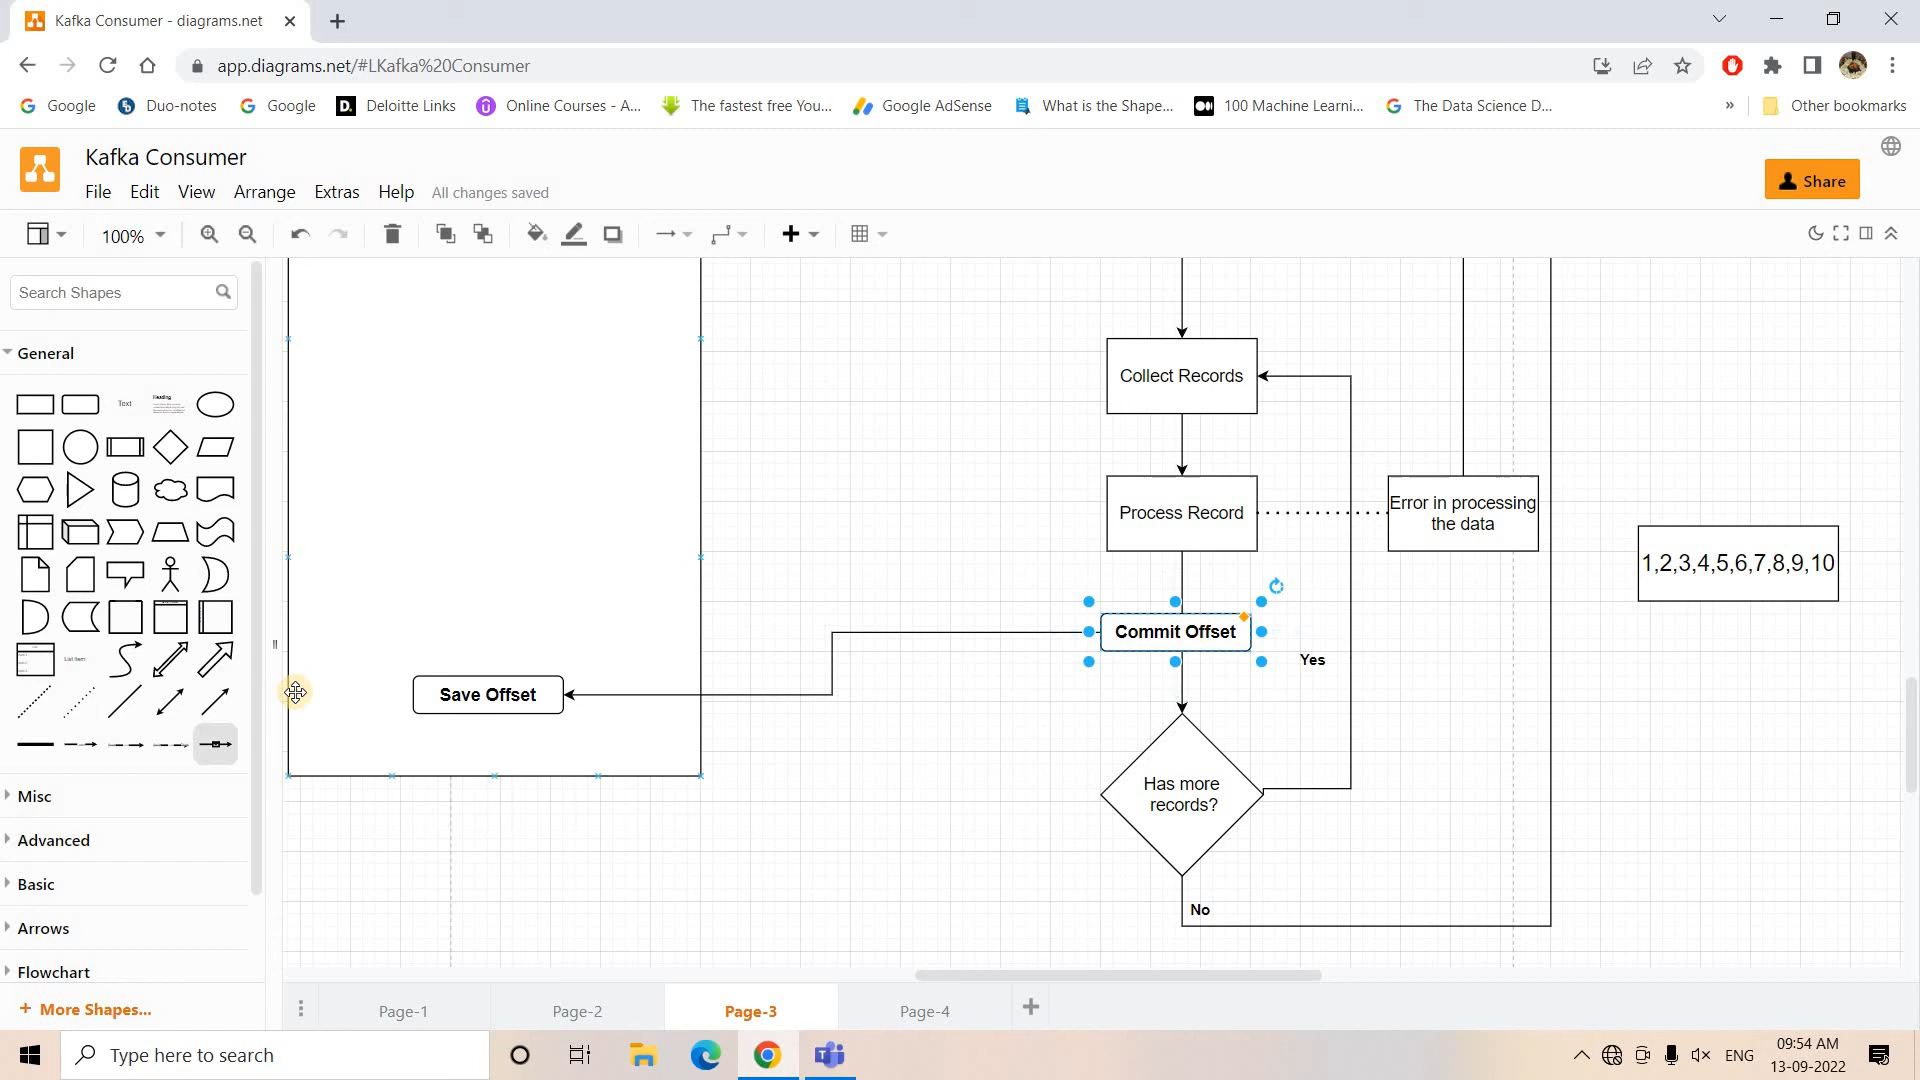 Kafka Consumer - diagrams.net
app.diagrams.net/#LKafka%20Consumer
Google
Duo-notes
Google
Deloitte Links
Online Courses - A...
The fastest free You...
Google AdSense
What is the Shape...
100 Machine Learni...
The Data Science D...
»
Other bookmarks
Kafka Consumer
File
Edit
View
Arrange
Extras
Help
All changes saved
Share
100%
Search Shapes
General
Text
Heading
List Item
Misc
Advanced
Basic
Arrows
Flowchart
+ More Shapes...
Collect Records
Process Record
Error in processing
the data
1,2,3,4,5,6,7,8,9,10
Commit Offset
Yes
Save Offset
Has more
records?
No
Page-1
Page-2
Page-3
Page-4
Type here to search
ENG
09:54 AM
13-09-2022